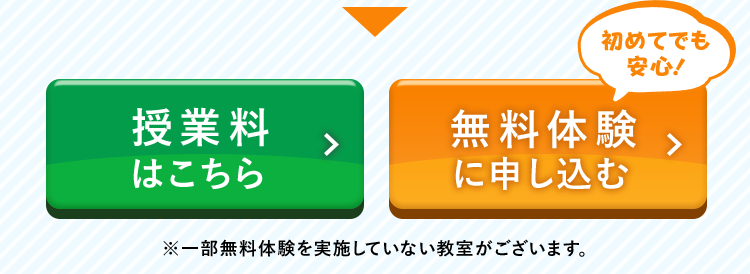 初めてでも
安心!
授業料
はこちら
無料体験
に申し込む
※一部無料体験を実施していない教室がございます。